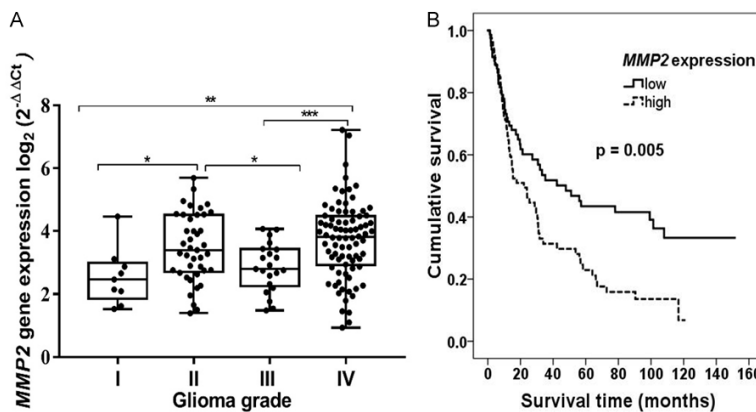 A
MMP2 gene expression log2 (2-Δ ΔCt)
8
6
4
2
0
**
***
*
*
I II III IV
Glioma grade
B
Cumulative survival
1.0
0.8
0.6
0.4
0.2
0.0
MMP2 expression
low
high
p = 0.005
0 20 40 60 80 100 120 140 160
Survival time (months)